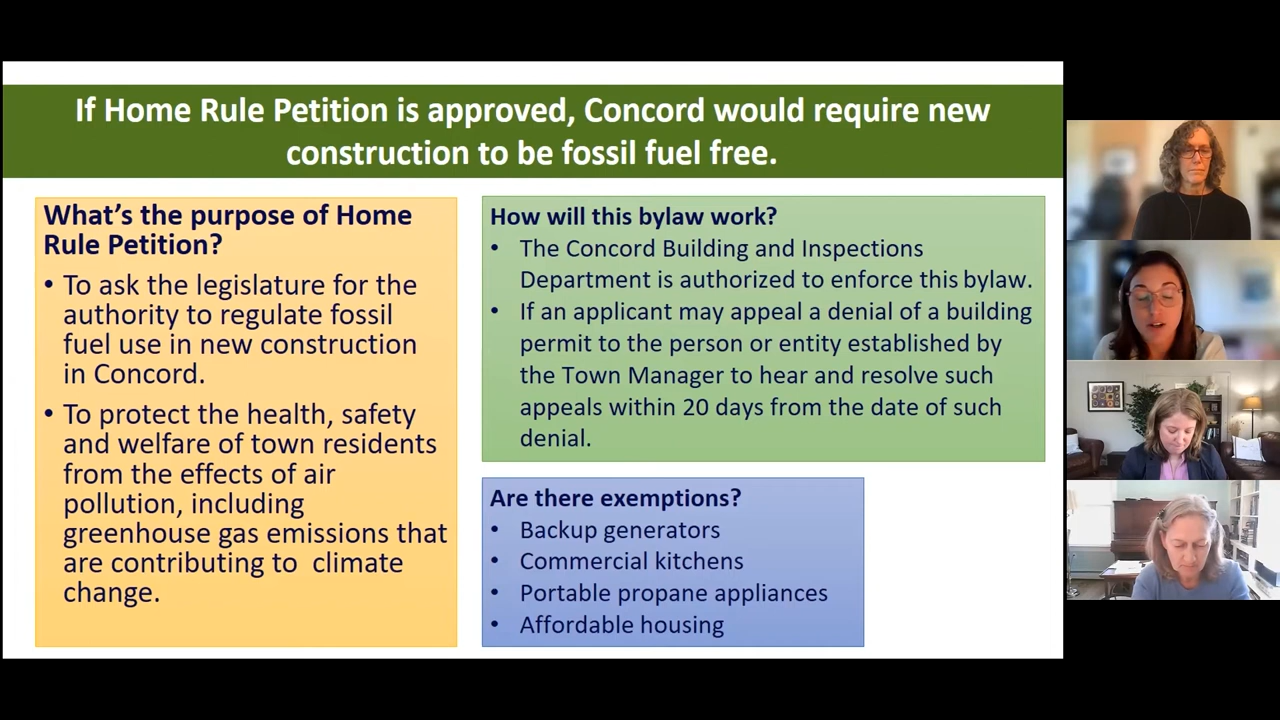 If Home Rule Petition is approved, Concord would require new
construction to be fossil fuel free.
What's the purpose of Home
Rule Petition?
• To ask the legislature for the
authority to regulate fossil
fuel use in new construction
in Concord.
• To protect the health, safety
and welfare of town residents
from the effects of air
pollution, including
greenhouse gas emissions that
are contributing to  climate
change.
How will this bylaw work?
• The Concord Building and Inspections
Department is authorized to enforce this bylaw.
• If an applicant may appeal a denial of a building
permit to the person or entity established by
the Town Manager to hear and resolve such
appeals within 20 days from the date of such
denial.
Are there exemptions?
• Backup generators
• Commercial kitchens
• Portable propane appliances
• Affordable housing